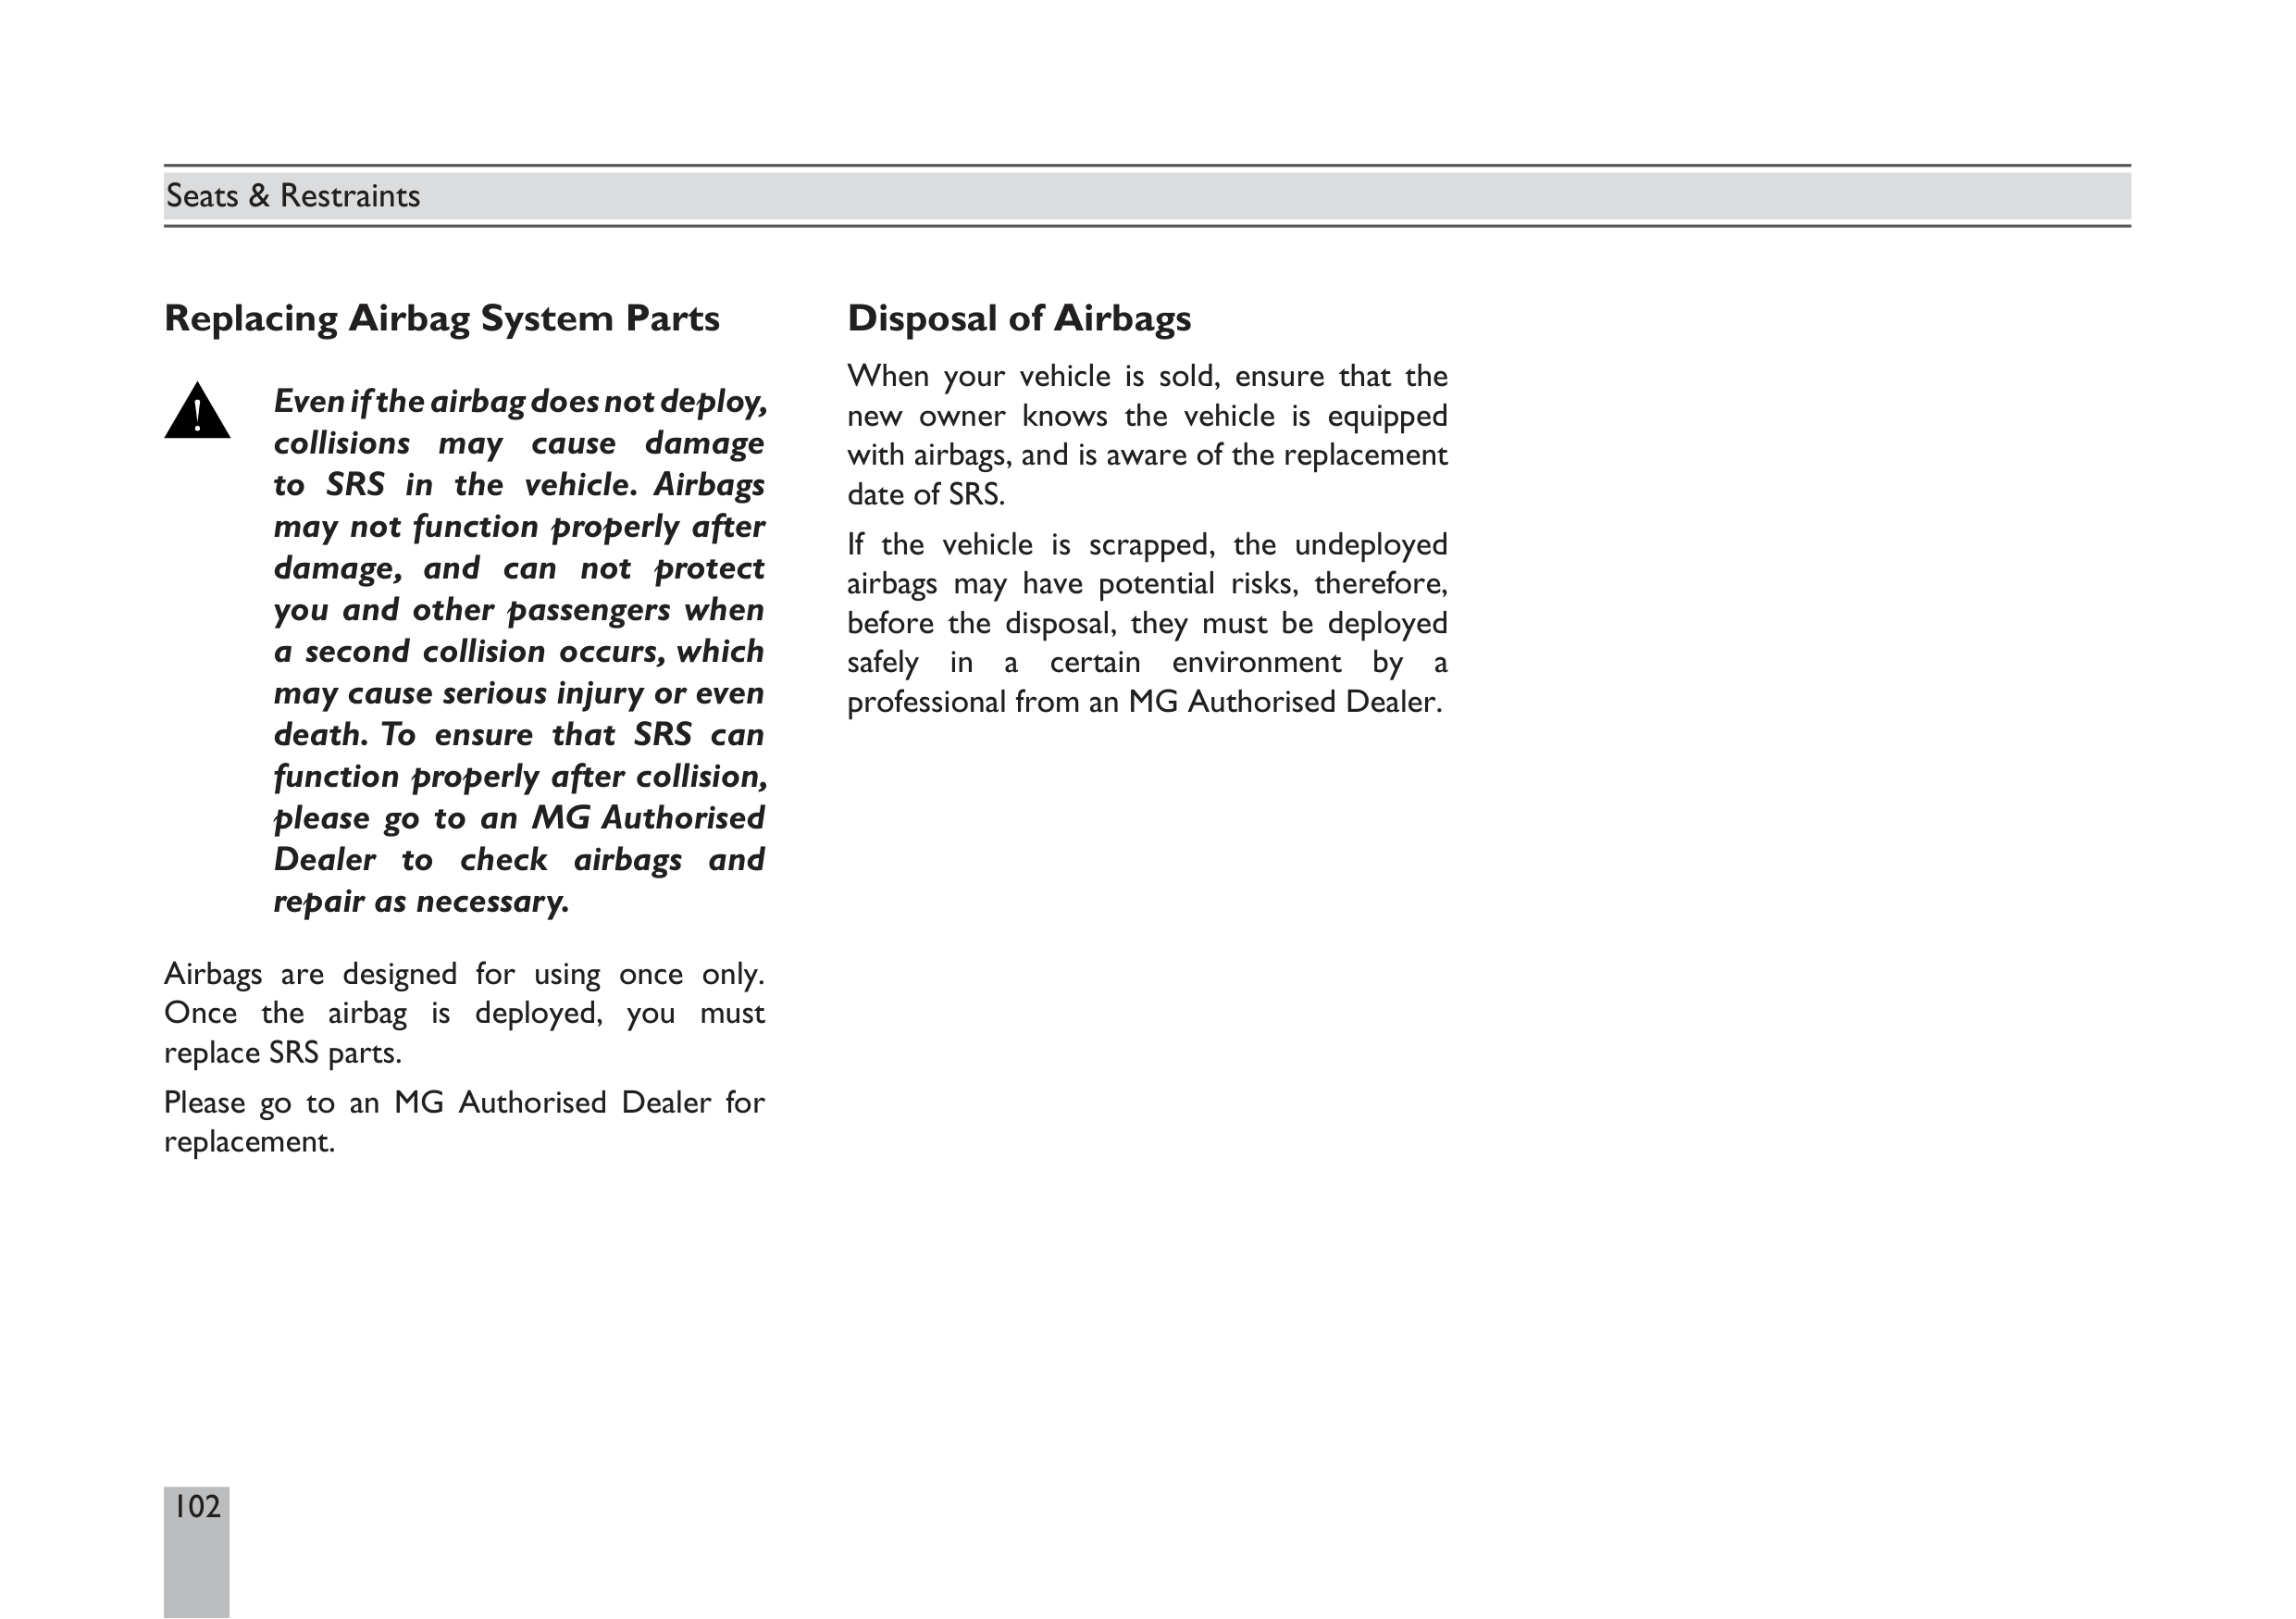 Seats & Restraints
Replacing Airbag System Parts
Even if the airbag does not deploy,
collisions may cause damage
to SRS in the vehicle. Airbags
may not function properly after
damage, and can not protect
you and other passengers when
a second collision occurs, which
may cause serious injury or even
death. To ensure that SRS can
function properly after collision,
please go to an MG Authorised
Dealer to check airbags and
repair as necessary.
Airbags are designed for using once only.
Once the airbag is deployed, you must
replace SRS parts.
Please go to an MG Authorised Dealer for
replacement.
Disposal of Airbags
When your vehicle is sold, ensure that the
new owner knows the vehicle is equipped
with airbags, and is aware of the replacement
date of SRS.
If the vehicle is scrapped, the undeployed
airbags may have potential risks, therefore,
before the disposal, they must be deployed
safely in a certain environment by a
professional from an MG Authorised Dealer.
102